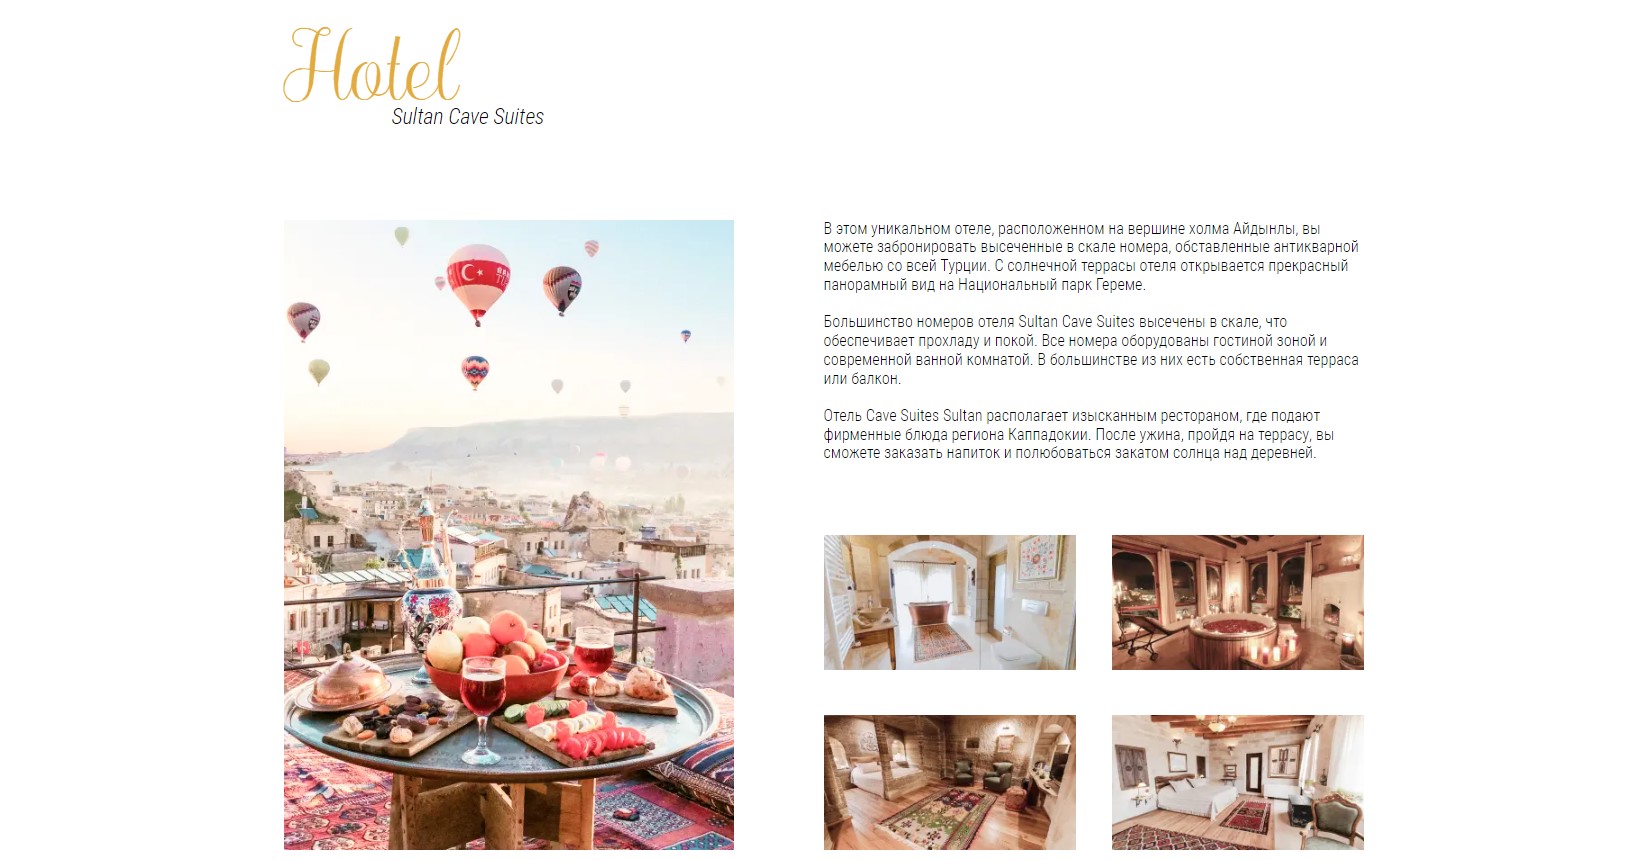 Hotel
Sultan Cave Suites
В этом уникальном отеле, расположенном на вершине холма Айдынлы, вы
можете забронировать высеченные в скале номера, обставленные антикварной
мебелью со всей Турции. С солнечной террасы отеля открывается прекрасный
панорамный вид на Национальный парк Гереме.
Большинство номеров отеля Sultan Cave Suites высечены в скале, что
обеспечивает прохладу и покой. Все номера оборудованы гостиной зоной и
современной ванной комнатой. В большинстве из них есть собственная терраса
или балкон.
Отель Cave Suites Sultan располагает изысканным рестораном, где подают
фирменные блюда региона Каппадокии. После ужина, пройдя на террасу, вы
сможете заказать напиток и полюбоваться закатом солнца над деревней.